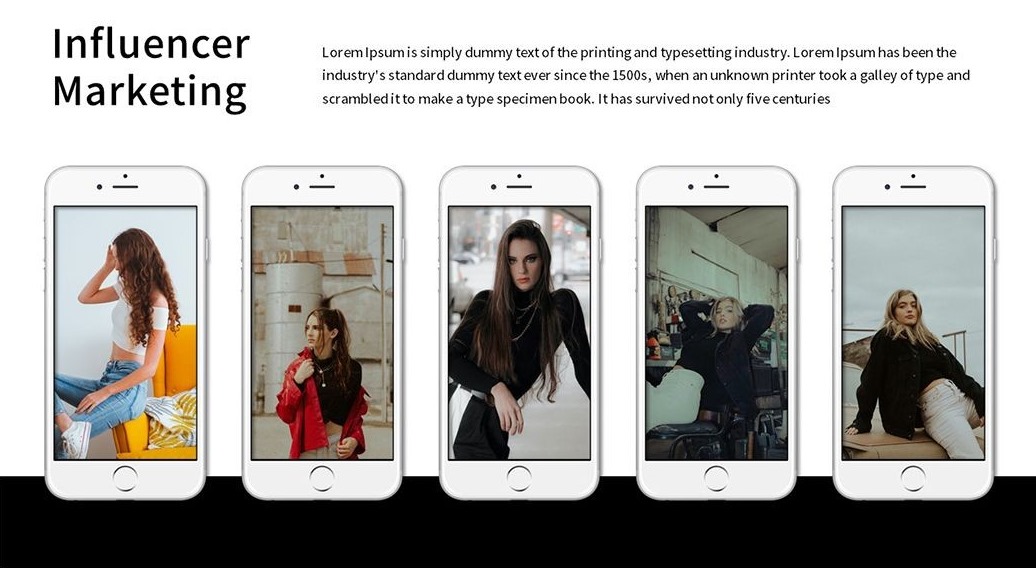 Influencer
Marketing
Lorem Ipsum is simply dummy text of the printing and typesetting industry. Lorem Ipsum has been the
industry's standard dummy text ever since the 1500s, when an unknown printer took a galley of type and
scrambled it to make a type specimen book. It has survived not only five centuries